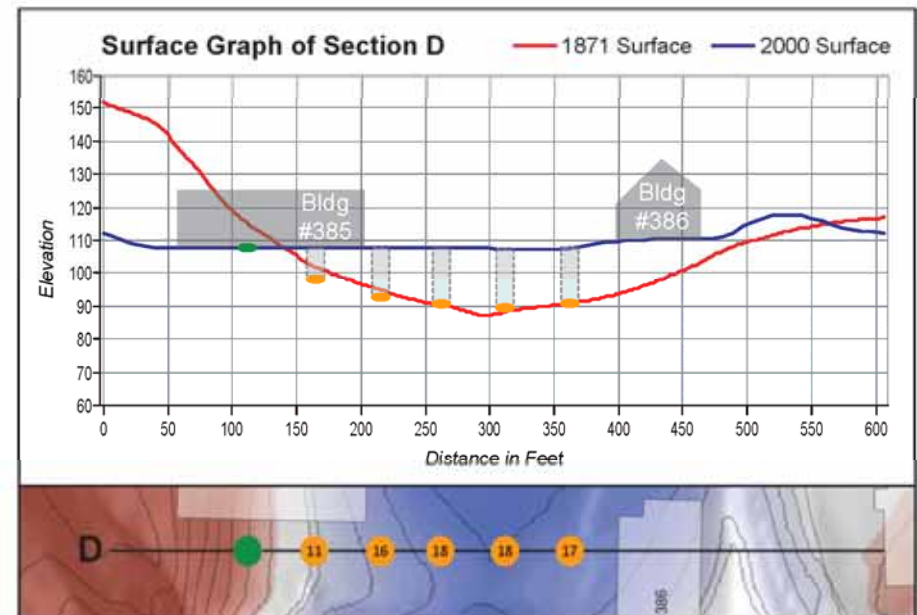 Surface Graph of Section D
1871 Surface
2000 Surface
160
150
140
130
120
110
100
90
80
70
60
Elevation
Bldg
#385
Bldg
#386
0 50 100 150 200 250 300 350 400 450 500 550 600
Distance in Feet
D
11 16 18 18 17
386